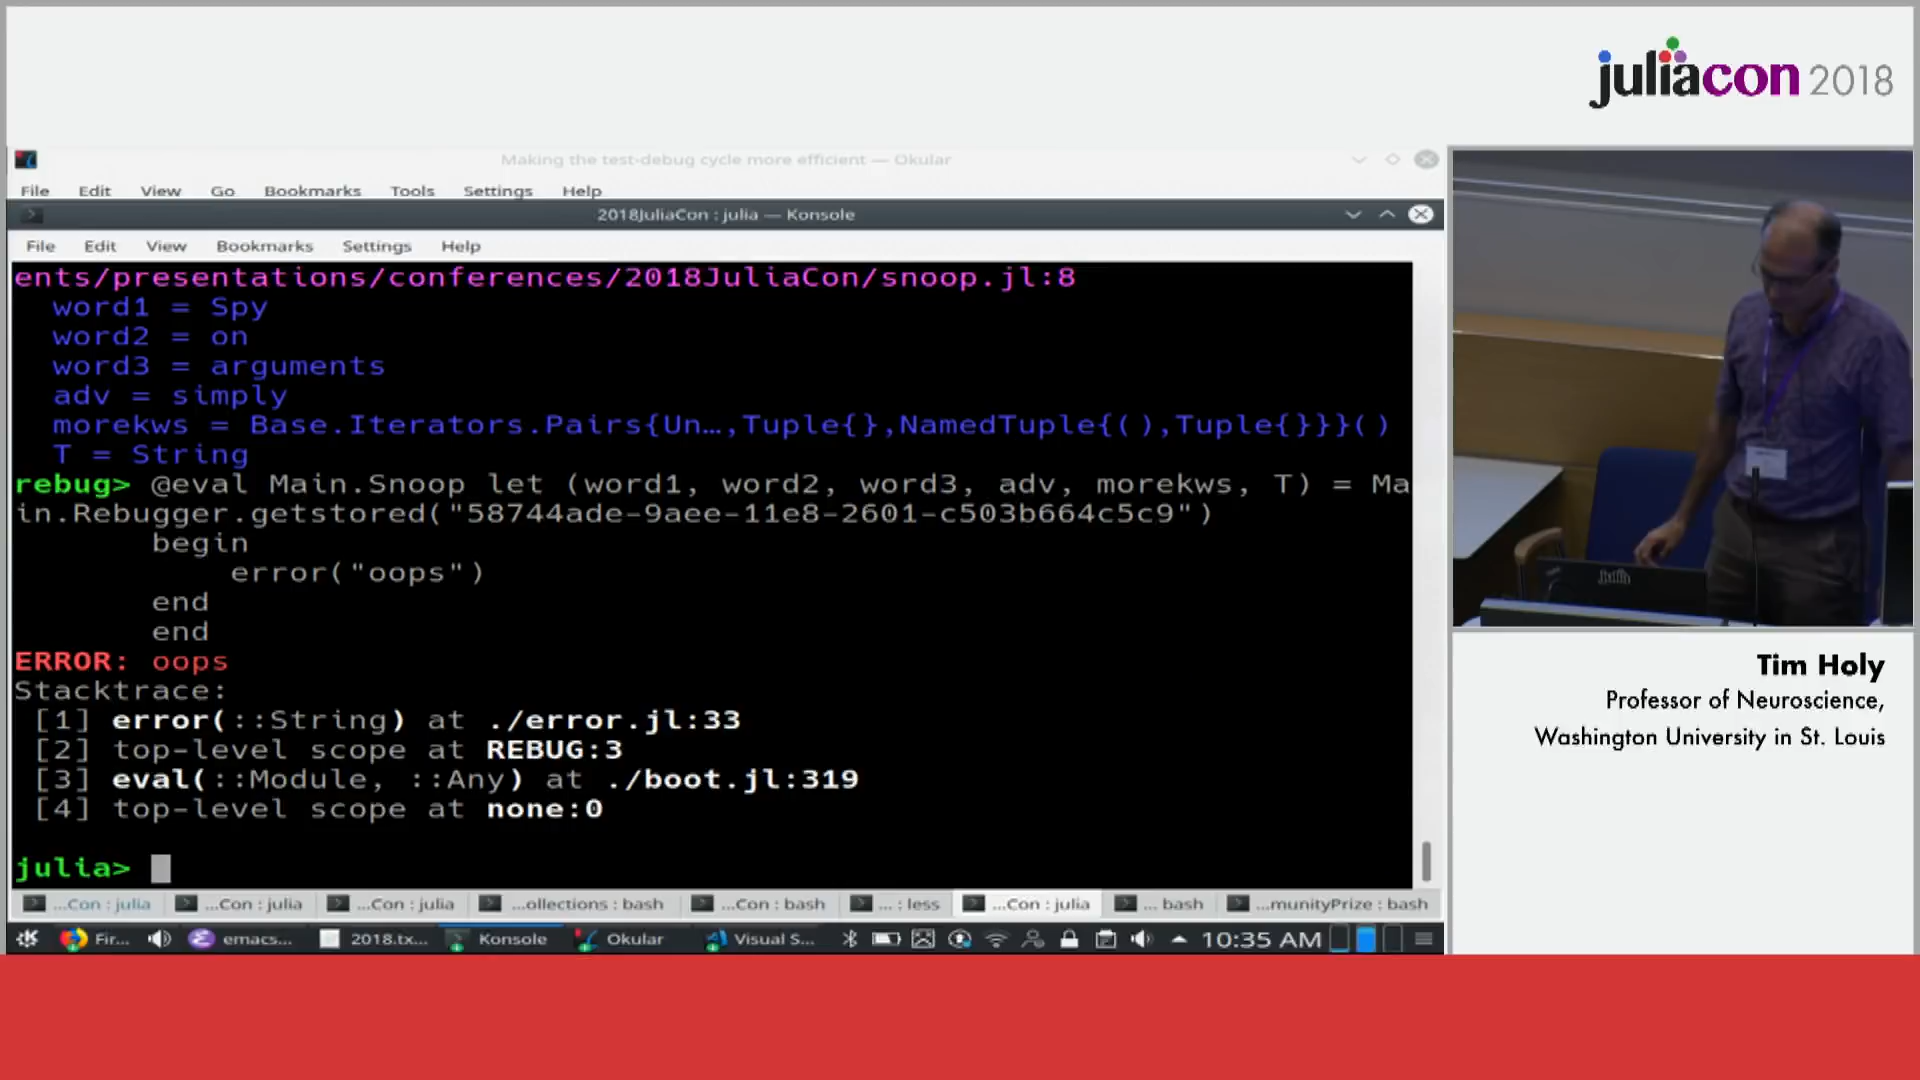 juliacon 2018
Making the test-debug cycle more efficient — Okular
File Edit View Go Bookmarks Tools Settings Help
2018JuliaCon : julia — Konsole
File Edit View Bookmarks Settings Help
ents/presentations/conferences/2018JuliaCon/snoop.jl:8
word1 = Spy
word2 = on
word3 = arguments
adv = simply
morekws = Base.Iterators.Pairs{Un…,Tuple{},NamedTuple{(),Tuple{}}}()
T = String
rebug> @eval Main.Snoop let (word1, word2, word3, adv, morekws, T) = Ma
in.Rebugger.getstored("58744ade-9aee-11e8-2601-c503b664c5c9")
begin
error("oops")
end
end
ERROR: oops
Stacktrace:
[1] error(::String) at ./error.jl:33
[2] top-level scope at REBUG:3
[3] eval(::Module, ::Any) at ./boot.jl:319
[4] top-level scope at none:0
julia>
...Con : julia ...Con : julia ...Con : julia ...ollections : bash ...Con : bash ... : less ...Con : julia ... bash ...munityPrize : bash
Fir... emacs... 2018.tx... Konsole Okular Visual S... 10:35 AM
julia
Tim Holy
Professor of Neuroscience,
Washington University in St. Louis